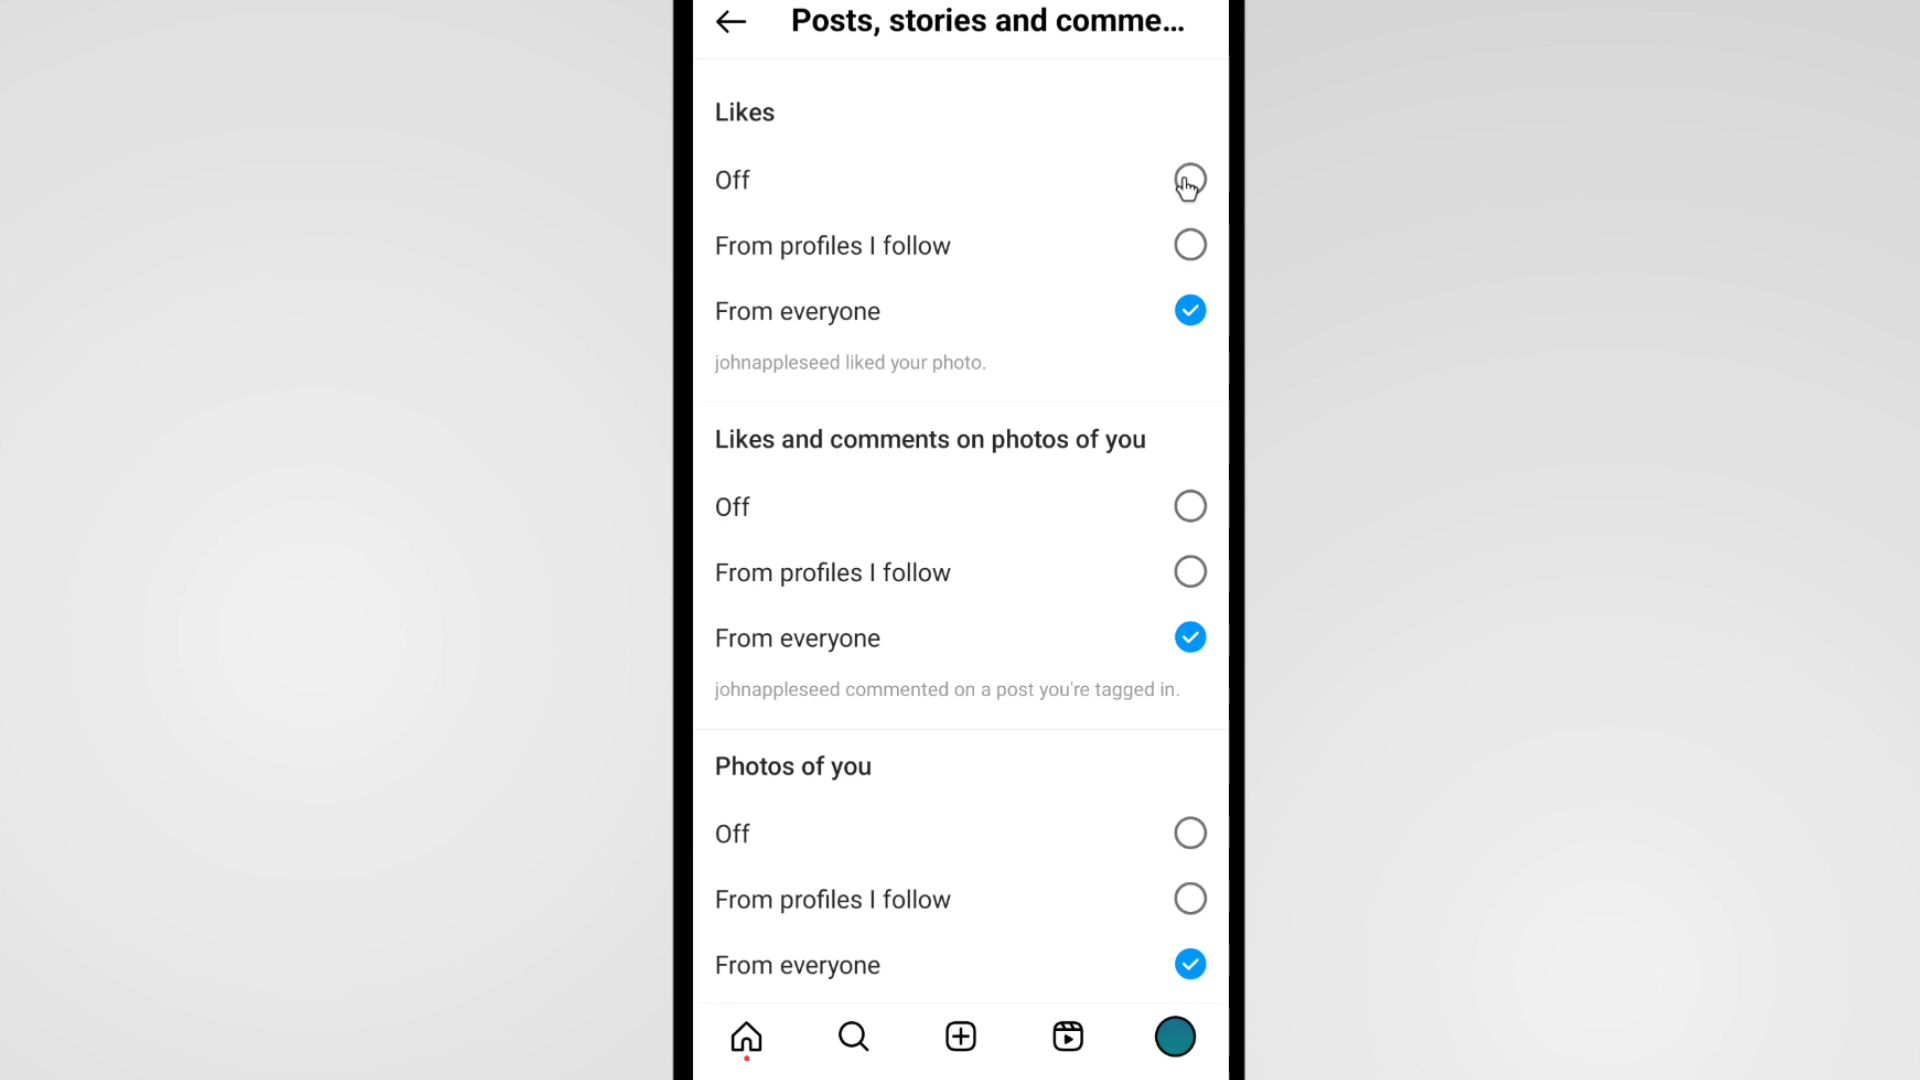 Posts, stories and comme...
Likes
Off
From profiles I follow
From everyone
johnappleseed liked your photo.
Likes and comments on photos of you
Off
From profiles I follow
From everyone
johnappleseed commented on a post you're tagged in.
Photos of you
Off
From profiles I follow
From everyone